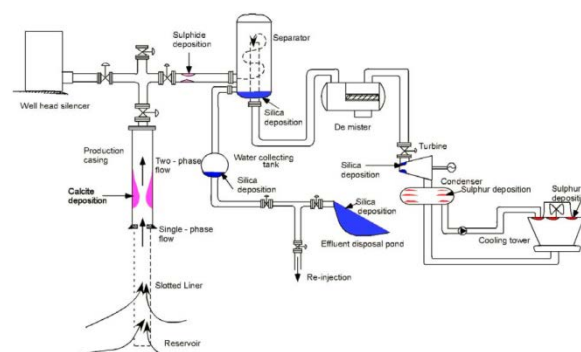 Sulphide
deposition
Separator
Well head silencer
Silica
deposition
De mister
Production
casing
Two - phase
flow
Water collecting
tank
Turbine
Silica
deposition
Condenser
Sulphur deposition
Sulphur
depositi
Calcite
deposition
Silica
deposition
Silica
deposition
Single - phase
flow
Effluent disposal pond
Cooling tower
Re-injection
Slotted Liner
Reservoir